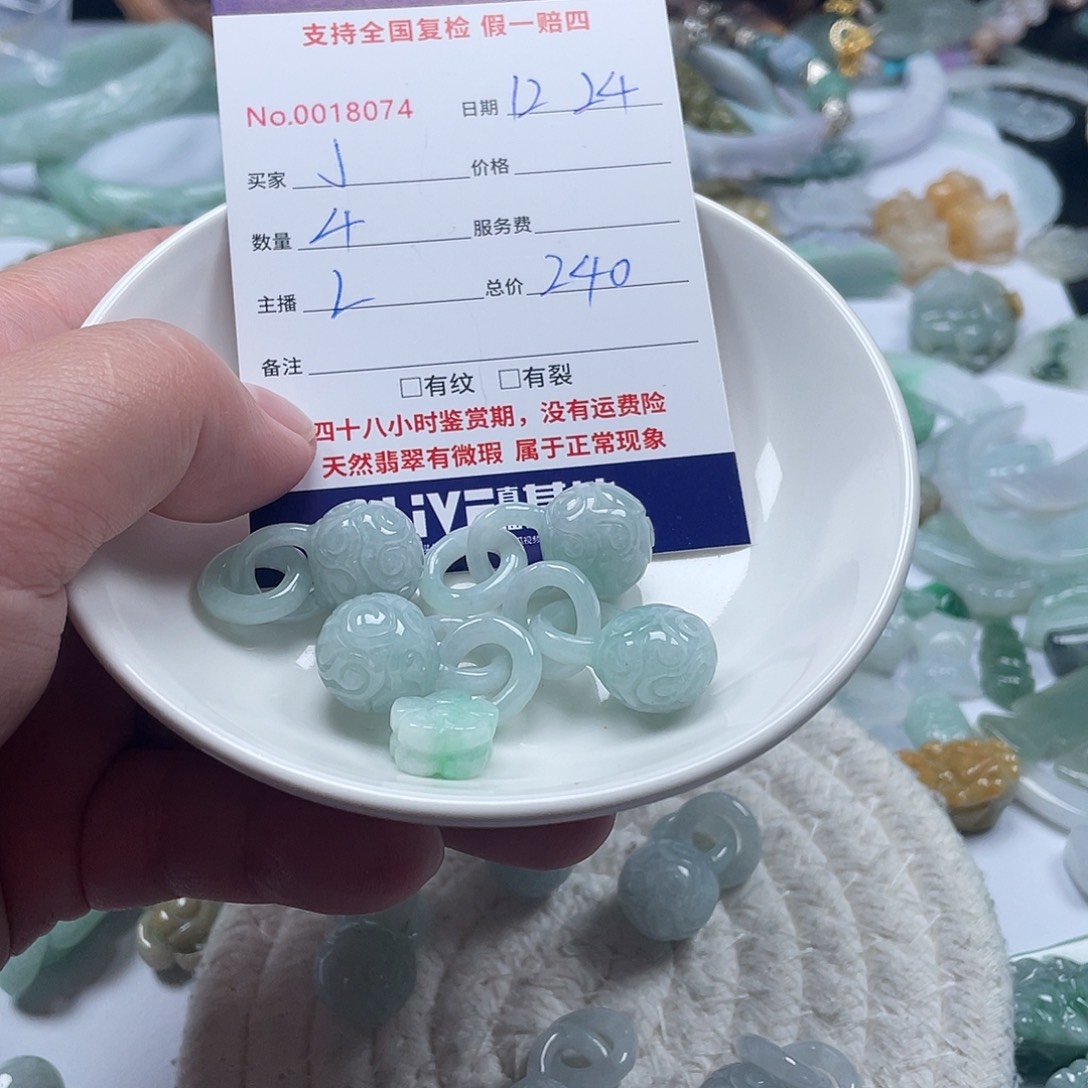 支持全国复检 假一赔四
No.0018074 日期 12 24
买家 J 价格
数量 4 服务费
主播 L 总价 240
备注
□有纹 □有裂
四十八小时鉴赏期，没有运费险
天然翡翠有微瑕 属于正常现象